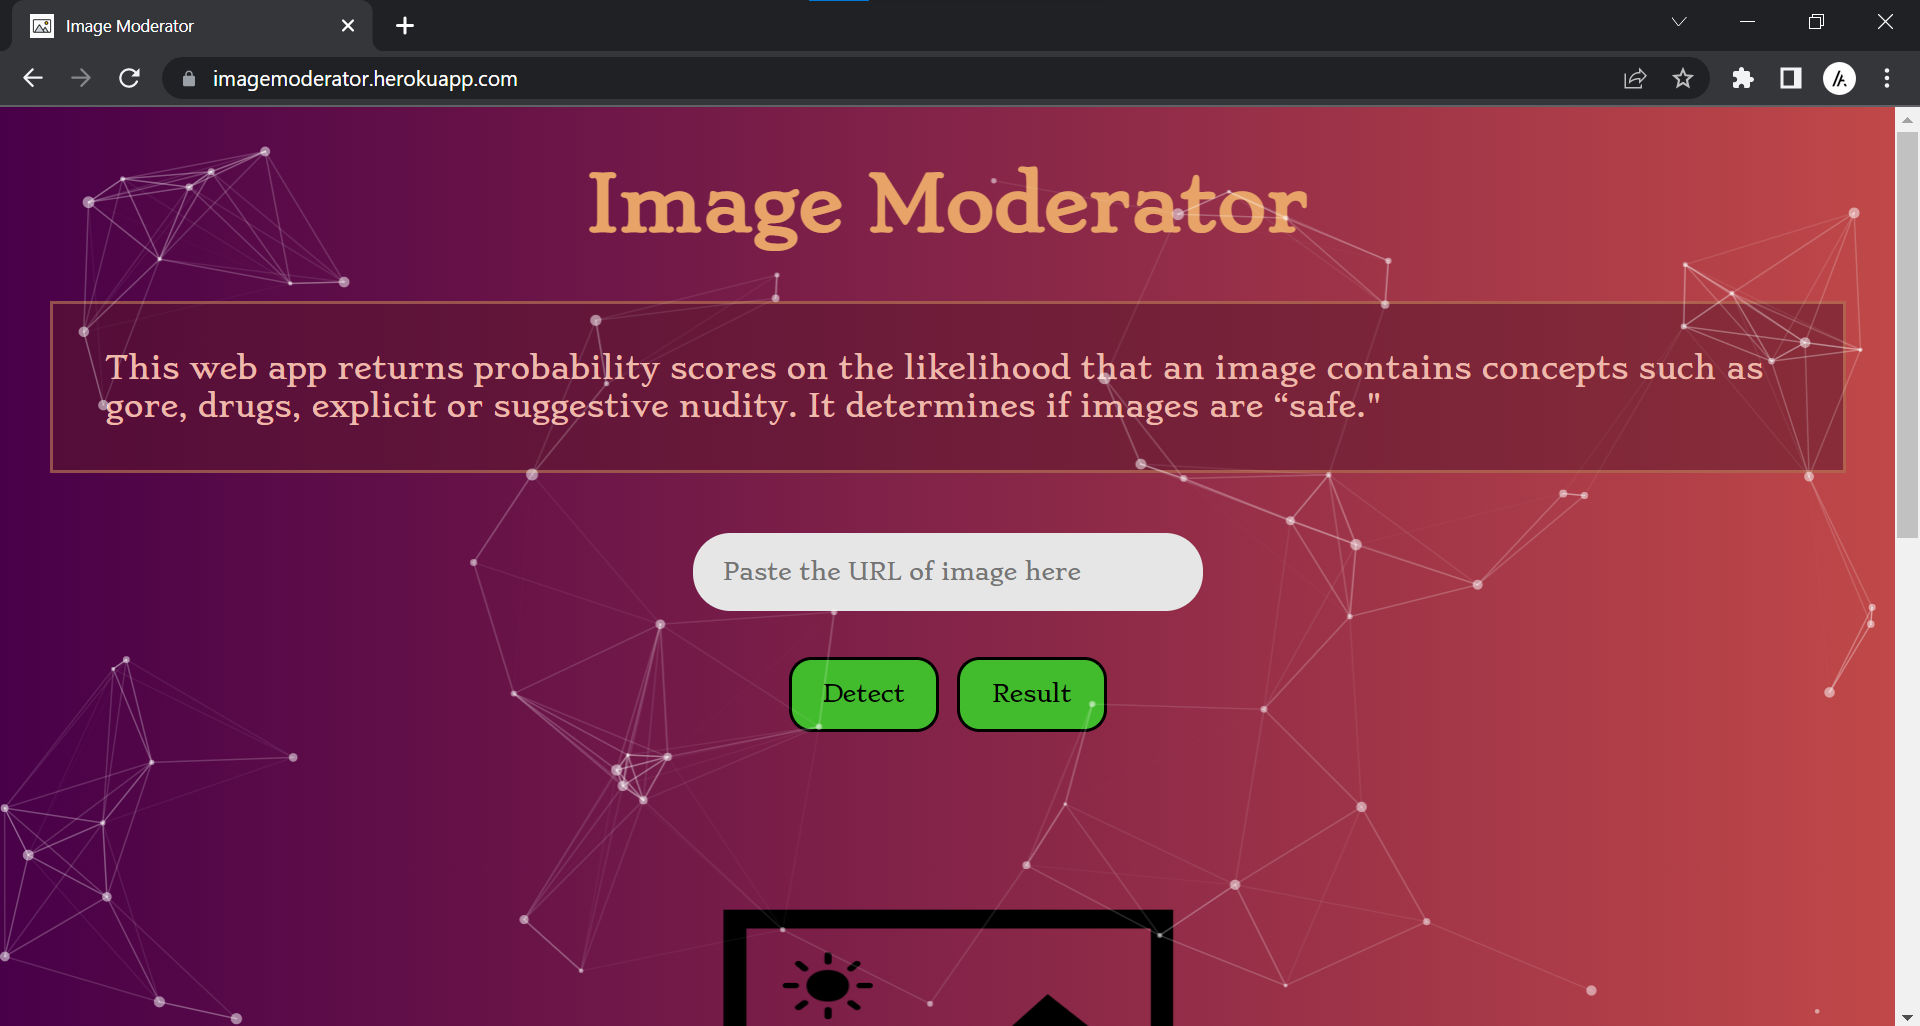 Image Moderator
imagemoderator.herokuapp.com
Image Moderator
This web app returns probability scores on the likelihood that an image contains concepts such as
gore, drugs, explicit or suggestive nudity. It determines if images are “safe."
Paste the URL of image here
Detect
Result